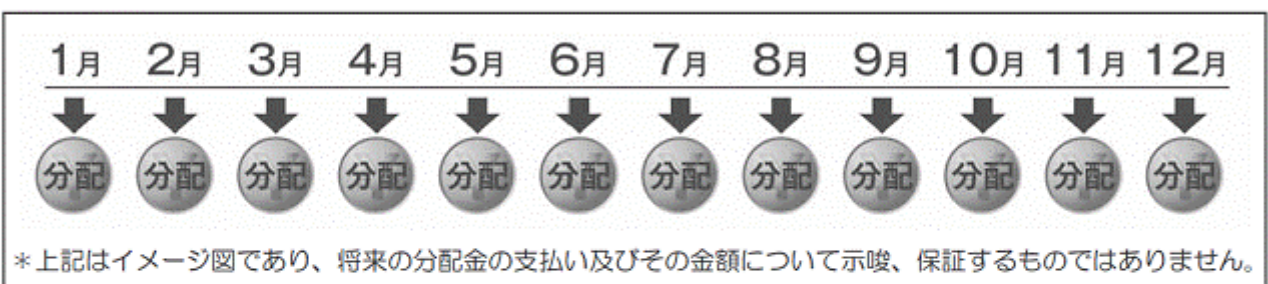 1月 2月 3月 4月 5月 6月 7月 8月 9月 10月 11月 12月
分配 分配 分配 分配 分配 分配 分配 分配 分配 分配 分配 分配
＊上記はイメージ図であり、将来の分配金の支払い及びその金額について示唆、保証するものではありません。